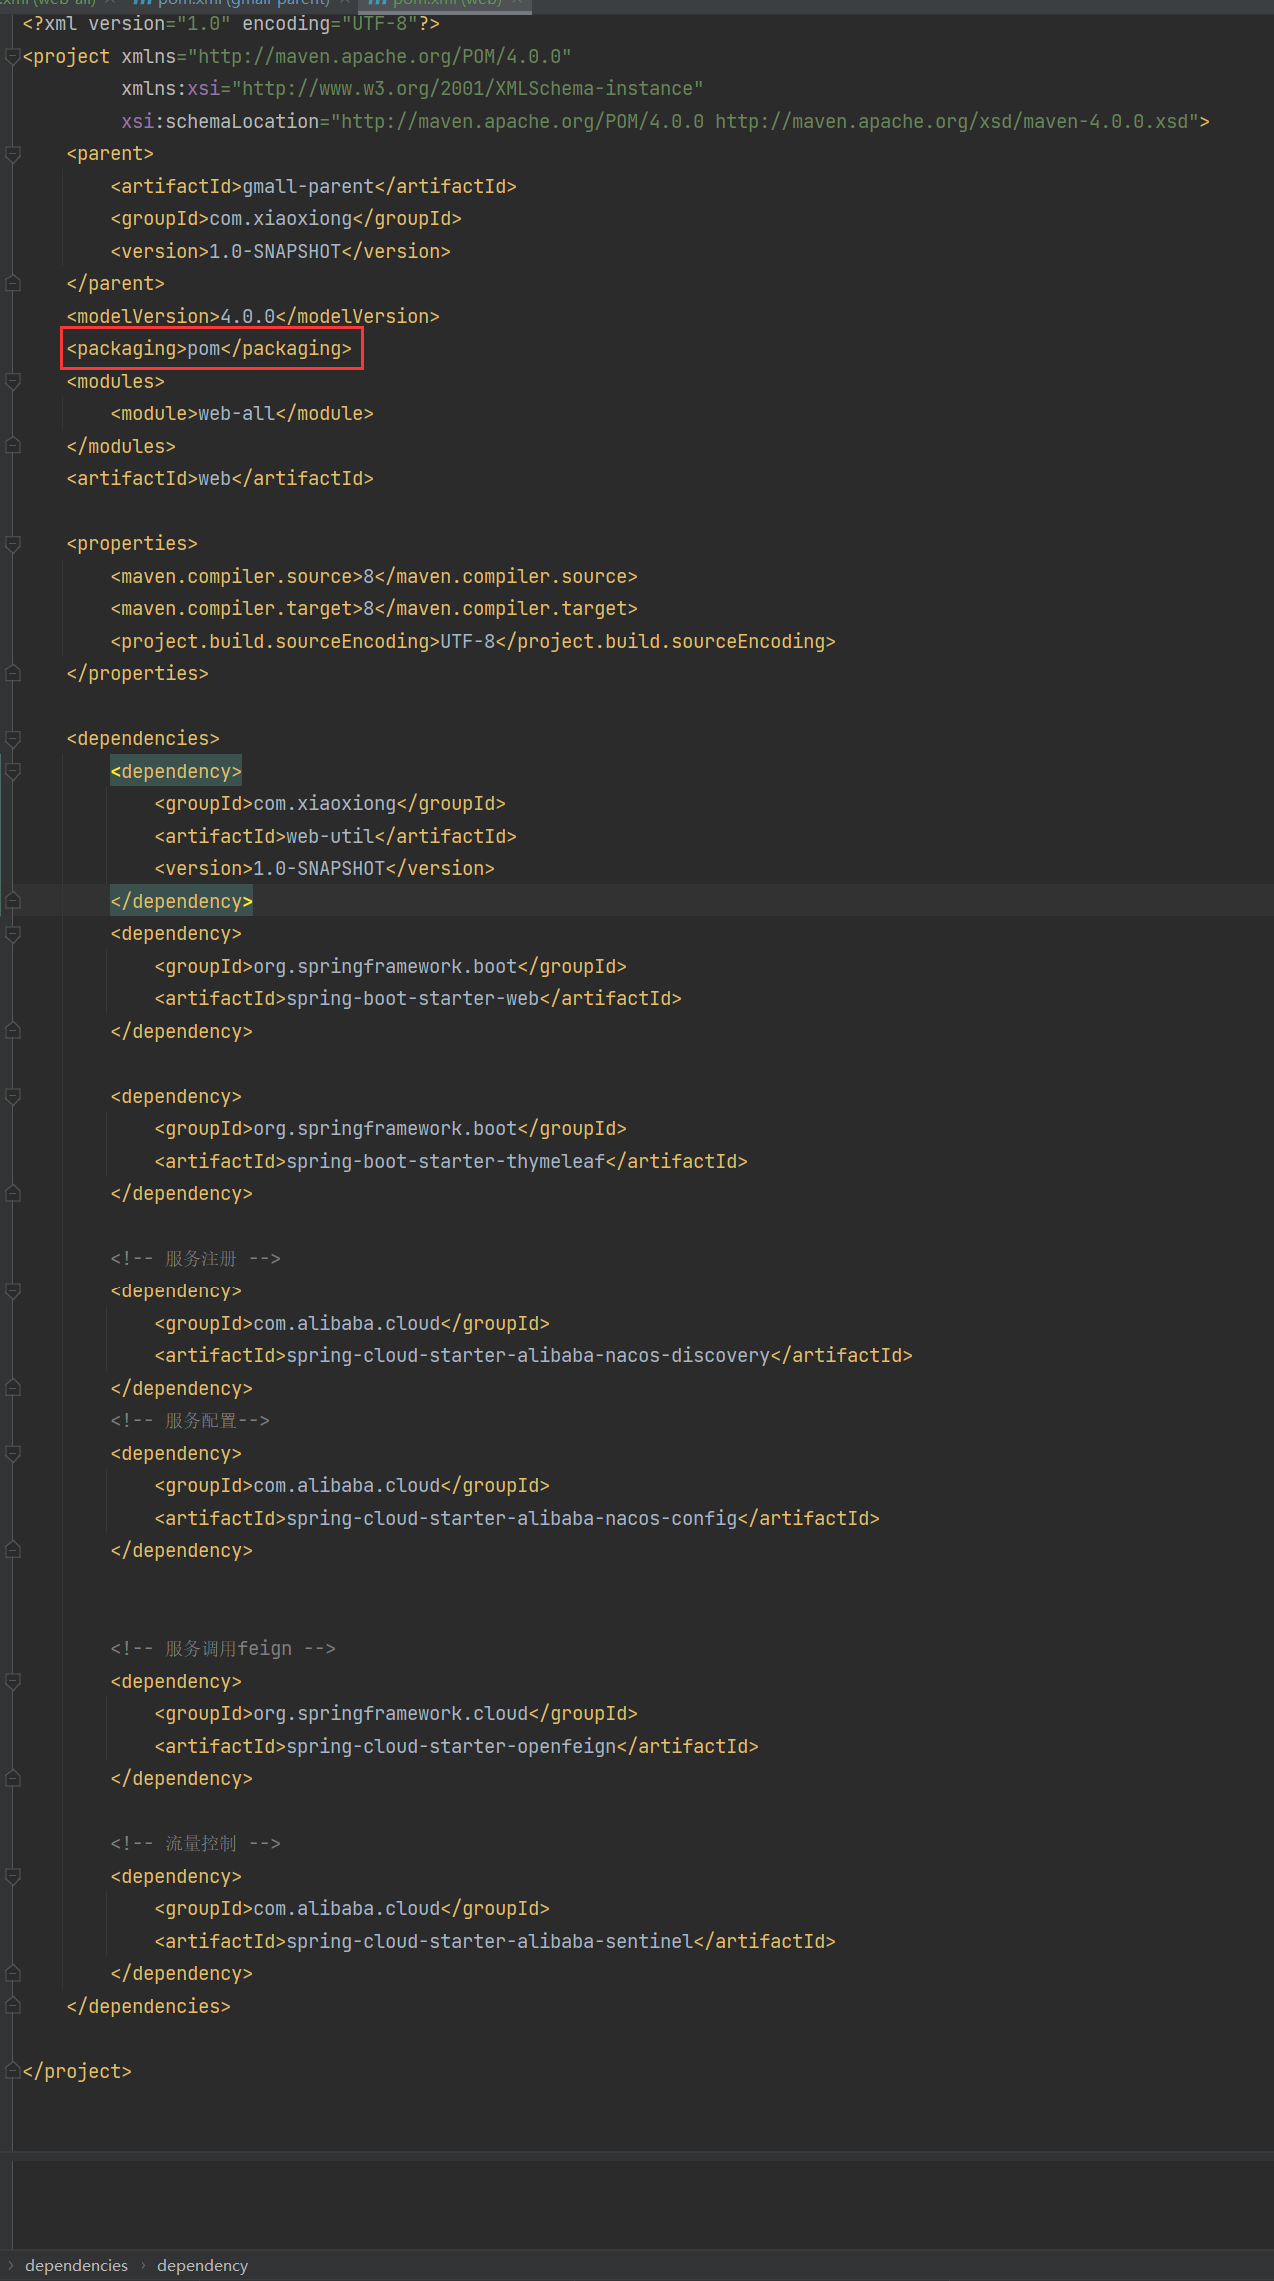 .xml (web-all) pom.xml (gmall-parent) pom.xml (web)
<?xml version="1.0" encoding="UTF-8"?>
<project xmlns="http://maven.apache.org/POM/4.0.0"
         xmlns:xsi="http://www.w3.org/2001/XMLSchema-instance"
         xsi:schemaLocation="http://maven.apache.org/POM/4.0.0 http://maven.apache.org/xsd/maven-4.0.0.xsd">
    <parent>
        <artifactId>gmall-parent</artifactId>
        <groupId>com.xiaoxiong</groupId>
        <version>1.0-SNAPSHOT</version>
    </parent>
    <modelVersion>4.0.0</modelVersion>
    <packaging>pom</packaging>
    <modules>
        <module>web-all</module>
    </modules>
    <artifactId>web</artifactId>

    <properties>
        <maven.compiler.source>8</maven.compiler.source>
        <maven.compiler.target>8</maven.compiler.target>
        <project.build.sourceEncoding>UTF-8</project.build.sourceEncoding>
    </properties>

    <dependencies>
        <dependency>
            <groupId>com.xiaoxiong</groupId>
            <artifactId>web-util</artifactId>
            <version>1.0-SNAPSHOT</version>
        </dependency>
        <dependency>
            <groupId>org.springframework.boot</groupId>
            <artifactId>spring-boot-starter-web</artifactId>
        </dependency>

        <dependency>
            <groupId>org.springframework.boot</groupId>
            <artifactId>spring-boot-starter-thymeleaf</artifactId>
        </dependency>

        <!-- 服务注册 -->
        <dependency>
            <groupId>com.alibaba.cloud</groupId>
            <artifactId>spring-cloud-starter-alibaba-nacos-discovery</artifactId>
        </dependency>
        <!-- 服务配置-->
        <dependency>
            <groupId>com.alibaba.cloud</groupId>
            <artifactId>spring-cloud-starter-alibaba-nacos-config</artifactId>
        </dependency>

        <!-- 服务调用feign -->
        <dependency>
            <groupId>org.springframework.cloud</groupId>
            <artifactId>spring-cloud-starter-openfeign</artifactId>
        </dependency>

        <!-- 流量控制 -->
        <dependency>
            <groupId>com.alibaba.cloud</groupId>
            <artifactId>spring-cloud-starter-alibaba-sentinel</artifactId>
        </dependency>
    </dependencies>

</project>
dependencies › dependency